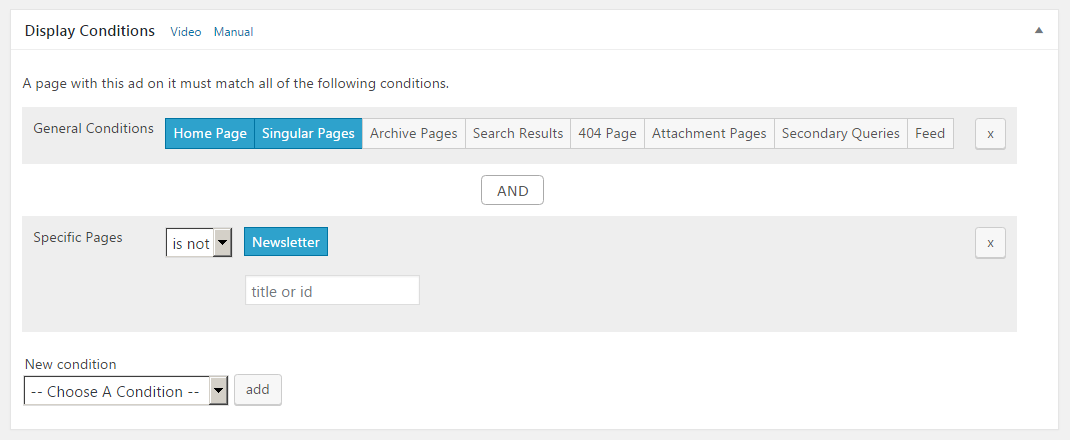 Display Conditions Video Manual
A page with this ad on it must match all of the following conditions.
General Conditions Home Page Singular Pages Archive Pages Search Results 404 Page Attachment Pages Secondary Queries Feed x
AND
Specific Pages is not Newsletter x
title or id
New condition
-- Choose A Condition -- add